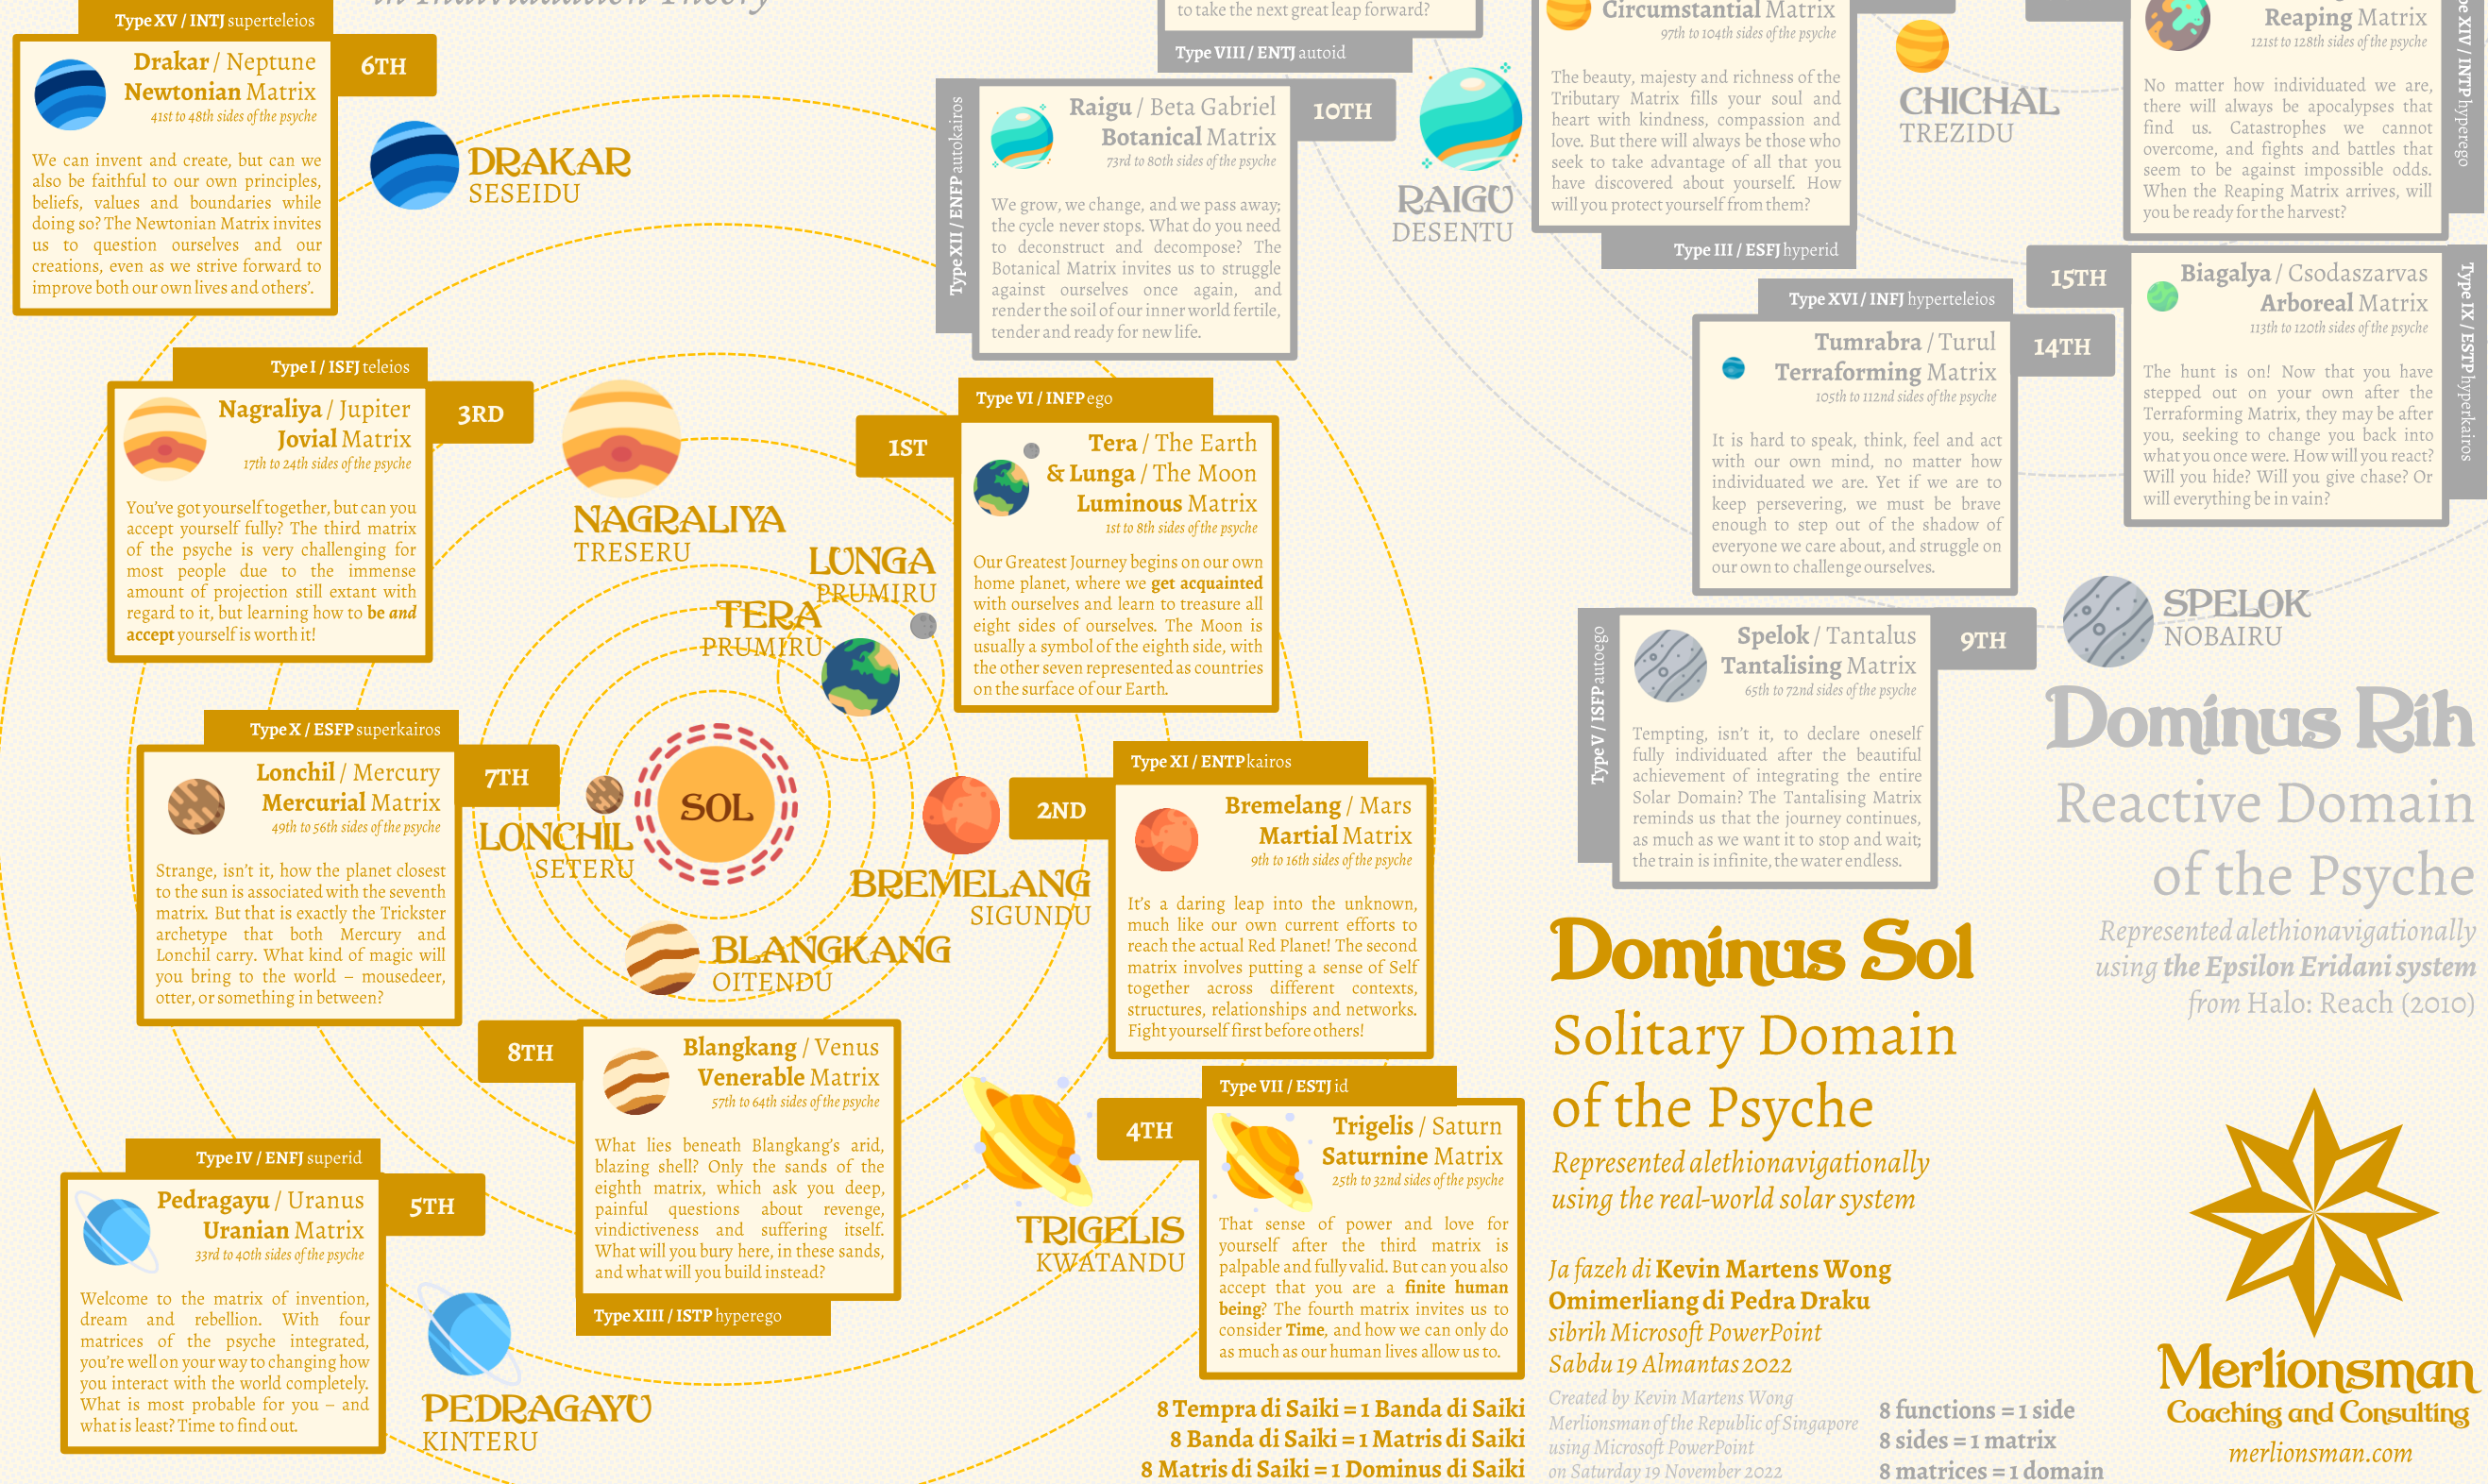 in Individuation Theory
Type XV / INTJ superteleios
6TH
Drakar / Neptune
Newtonian Matrix
41st to 48th sides of the psyche
We can invent and create, but can we
also be faithful to our own principles,
beliefs, values and boundaries while
doing so? The Newtonian Matrix invites
us to question ourselves and our
creations, even as we strive forward to
improve both our own lives and others'.
DRAKAR
SESEIDU
Type I / ISFJ teleios
3RD
Nagraliya / Jupiter
Jovial Matrix
17th to 24th sides of the psyche
You've got yourself together, but can you
accept yourself fully? The third matrix
of the psyche is very challenging for
most people due to the immense
amount of projection still extant with
regard to it, but learning how to be and
accept yourself is worth it!
NAGRALIYA
TRESERU
LUNGA
PRUMIRU
TERA
PRUMIRU
Type VI / INFP ego
1ST
Tera / The Earth
& Lunga / The Moon
Luminous Matrix
1st to 8th sides of the psyche
Our Greatest Journey begins on our own
home planet, where we get acquainted
with ourselves and learn to treasure all
eight sides of ourselves. The Moon is
usually a symbol of the eighth side, with
the other seven represented as countries
on the surface of our Earth.
Type X / ESFP superkairos
7TH
Lonchil / Mercury
Mercurial Matrix
49th to 56th sides of the psyche
Strange, isn't it, how the planet closest
to the sun is associated with the seventh
matrix. But that is exactly the Trickster
archetype that both Mercury and
Lonchil carry. What kind of magic will
you bring to the world – mousedeer,
otter, or something in between?
SOL
LONCHIL
SETERU
BREMELANG
SIGUNDU
BLANGKANG
OITENDU
Type XI / ENTP kairos
2ND
Bremelang / Mars
Martial Matrix
9th to 16th sides of the psyche
It's a daring leap into the unknown,
much like our own current efforts to
reach the actual Red Planet! The second
matrix involves putting a sense of Self
together across different contexts,
structures, relationships and networks.
Fight yourself first before others!
8TH
Blangkang / Venus
Venerable Matrix
57th to 64th sides of the psyche
What lies beneath Blangkang's arid,
blazing shell? Only the sands of the
eighth matrix, which ask you deep,
painful questions about revenge,
vindictiveness and suffering itself.
What will you bury here, in these sands,
and what will you build instead?
Type XIII / ISTP hyperego
Type IV / ENFJ superid
5TH
Pedragayu / Uranus
Uranian Matrix
33rd to 40th sides of the psyche
Welcome to the matrix of invention,
dream and rebellion. With four
matrices of the psyche integrated,
you're well on your way to changing how
you interact with the world completely.
What is most probable for you – and
what is least? Time to find out.
PEDRAGAYU
KINTERU
TRIGELIS
KWATANDU
Type VII / ESTJ id
4TH
Trigelis / Saturn
Saturnine Matrix
25th to 32nd sides of the psyche
That sense of power and love for
yourself after the third matrix is
palpable and fully valid. But can you also
accept that you are a finite human
being? The fourth matrix invites us to
consider Time, and how we can only do
as much as our human lives allow us to.
8 Tempra di Saiki = 1 Banda di Saiki
8 Banda di Saiki = 1 Matris di Saiki
8 Matris di Saiki = 1 Dominus di Saiki
to take the next great leap forward?
Type VIII / ENTJ autoid
Type XII / ENFP autokairos
10TH
Raigu / Beta Gabriel
Botanical Matrix
73rd to 80th sides of the psyche
We grow, we change, and we pass away;
the cycle never stops. What do you need
to deconstruct and decompose? The
Botanical Matrix invites us to struggle
against ourselves once again, and
render the soil of our inner world fertile,
tender and ready for new life.
RAIGU
DESENTU
Circumstantial Matrix
97th to 104th sides of the psyche
The beauty, majesty and richness of the
Tributary Matrix fills your soul and
heart with kindness, compassion and
love. But there will always be those who
seek to take advantage of all that you
have discovered about yourself. How
will you protect yourself from them?
Type III / ESFJ hyperid
CHICHAL
TREZIDU
Reaping Matrix
121st to 128th sides of the psyche
No matter how individuated we are,
there will always be apocalypses that
find us. Catastrophes we cannot
overcome, and fights and battles that
seem to be against impossible odds.
When the Reaping Matrix arrives, will
you be ready for the harvest?
Type XIV / INTP hyperego
Type XVI / INFJ hyperteleios
14TH
Tumrabra / Turul
Terraforming Matrix
105th to 112nd sides of the psyche
It is hard to speak, think, feel and act
with our own mind, no matter how
individuated we are. Yet if we are to
keep persevering, we must be brave
enough to step out of the shadow of
everyone we care about, and struggle on
our own to challenge ourselves.
15TH
Biagalya / Csodaszarvas
Arboreal Matrix
113th to 120th sides of the psyche
The hunt is on! Now that you have
stepped out on your own after the
Terraforming Matrix, they may be after
you, seeking to change you back into
what you once were. How will you react?
Will you hide? Will you give chase? Or
will everything be in vain?
Type IX / ESTP hyperkairos
Type V / ISFP autoego
9TH
Spelok / Tantalus
Tantalising Matrix
65th to 72nd sides of the psyche
Tempting, isn't it, to declare oneself
fully individuated after the beautiful
achievement of integrating the entire
Solar Domain? The Tantalising Matrix
reminds us that the journey continues,
as much as we want it to stop and wait;
the train is infinite, the water endless.
SPELOK
NOBAIRU
Dominus Rih
Reactive Domain
of the Psyche
Represented alethionavigationally
using the Epsilon Eridani system
from Halo: Reach (2010)
Dominus Sol
Solitary Domain
of the Psyche
Represented alethionavigationally
using the real-world solar system
Ja fazeh di Kevin Martens Wong
Omimerliang di Pedra Draku
sibrih Microsoft PowerPoint
Sabdu 19 Almantas 2022
Created by Kevin Martens Wong
Merlionsman of the Republic of Singapore
using Microsoft PowerPoint
on Saturday 19 November 2022
8 functions = 1 side
8 sides = 1 matrix
8 matrices = 1 domain
Merlionsman
Coaching and Consulting
merlionsman.com